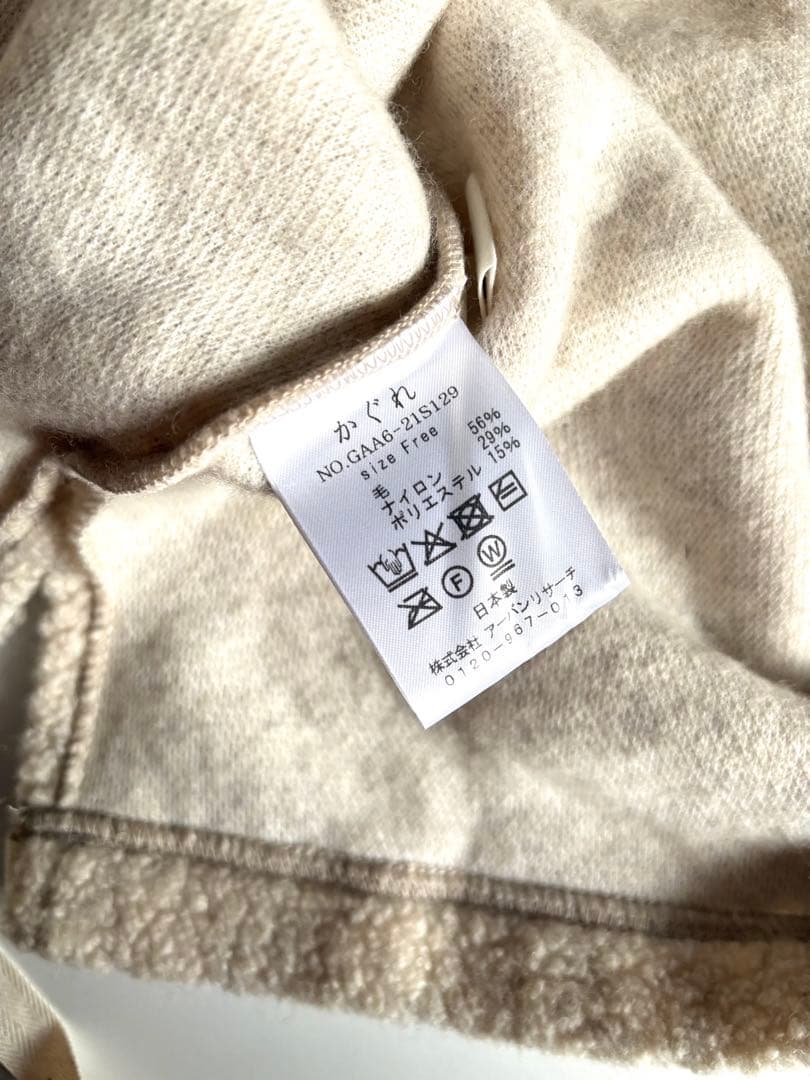 かぐれ
NO.GAA6-21S129
size Free
毛 56%
ナイロン 29%
ポリエステル 15%
F W
日本製
株式会社 アーバンリサーチ
0120-967-013